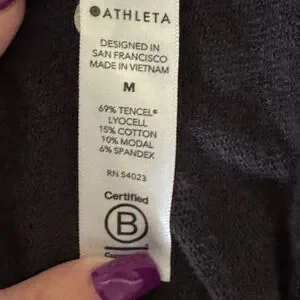 ATHLETA
DESIGNED IN
SAN FRANCISCO
MADE IN VIETNAM
M
69% TENCEL®
LYOCELL
15% COTTON
10% MODAL
6% SPANDEX
RN 54023
Certified
B